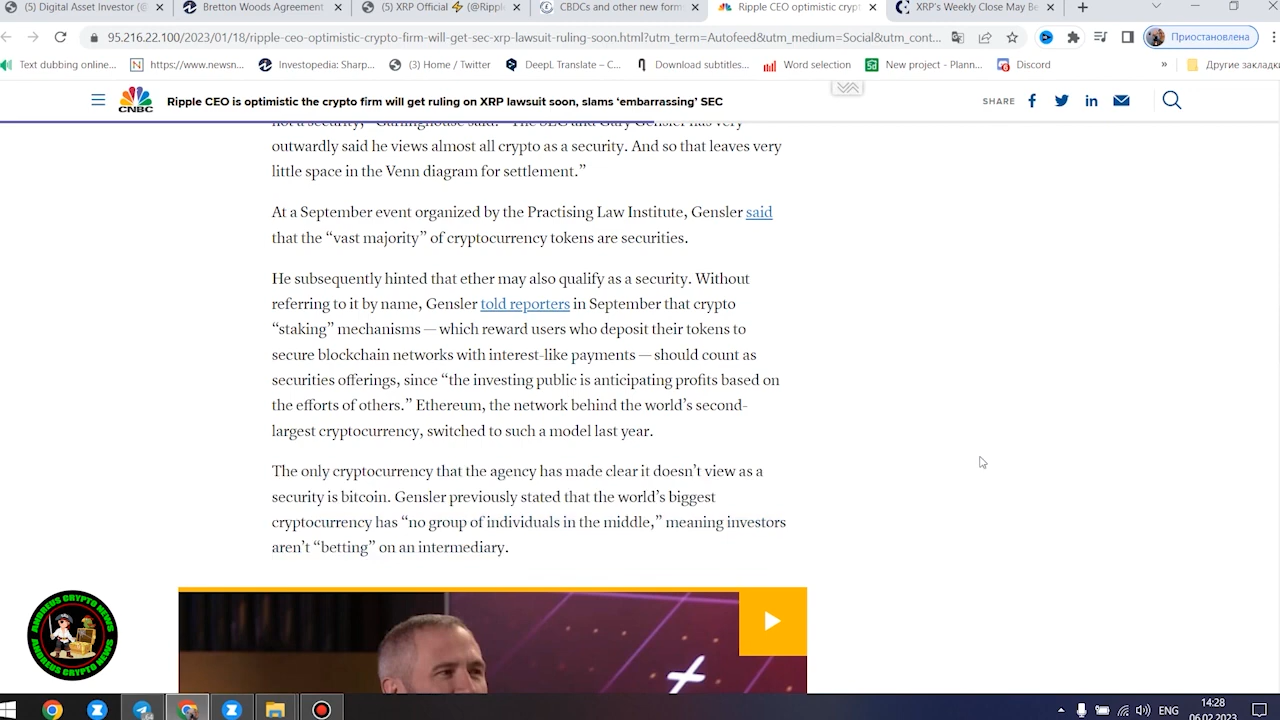 (5) Digital Asset Investor (@
Bretton Woods Agreement
(5) XRP Official ⚡ (@Ripple
CBDCs and other new form
Ripple CEO optimistic crypt
XRP's Weekly Close May Be
95.216.22.100/2023/01/18/ripple-ceo-optimistic-crypto-firm-will-get-sec-xrp-lawsuit-ruling-soon.html?utm_term=Autofeed&utm_medium=Social&utm_cont...
Приостановлена
Text dubbing online...
https://www.newsn...
Investopedia: Sharp...
(3) Home / Twitter
DeepL Translate – C...
Download subtitles...
Word selection
New project - Plann...
Discord
»
Другие закладки
CNBC
Ripple CEO is optimistic the crypto firm will get ruling on XRP lawsuit soon, slams ‘embarrassing’ SEC
SHARE
not a security,” Garlinghouse said. “The SEC and Gary Gensler has very
outwardly said he views almost all crypto as a security. And so that leaves very
little space in the Venn diagram for settlement.”
At a September event organized by the Practising Law Institute, Gensler said
that the “vast majority” of cryptocurrency tokens are securities.
He subsequently hinted that ether may also qualify as a security. Without
referring to it by name, Gensler told reporters in September that crypto
“staking” mechanisms — which reward users who deposit their tokens to
secure blockchain networks with interest-like payments — should count as
securities offerings, since “the investing public is anticipating profits based on
the efforts of others.” Ethereum, the network behind the world’s second-
largest cryptocurrency, switched to such a model last year.
The only cryptocurrency that the agency has made clear it doesn’t view as a
security is bitcoin. Gensler previously stated that the world’s biggest
cryptocurrency has “no group of individuals in the middle,” meaning investors
aren’t “betting” on an intermediary.
ANDREUS CRYPTO NEWS
ANDREUS CRYPTO NEWS
ENG
14:28
06.02.2023